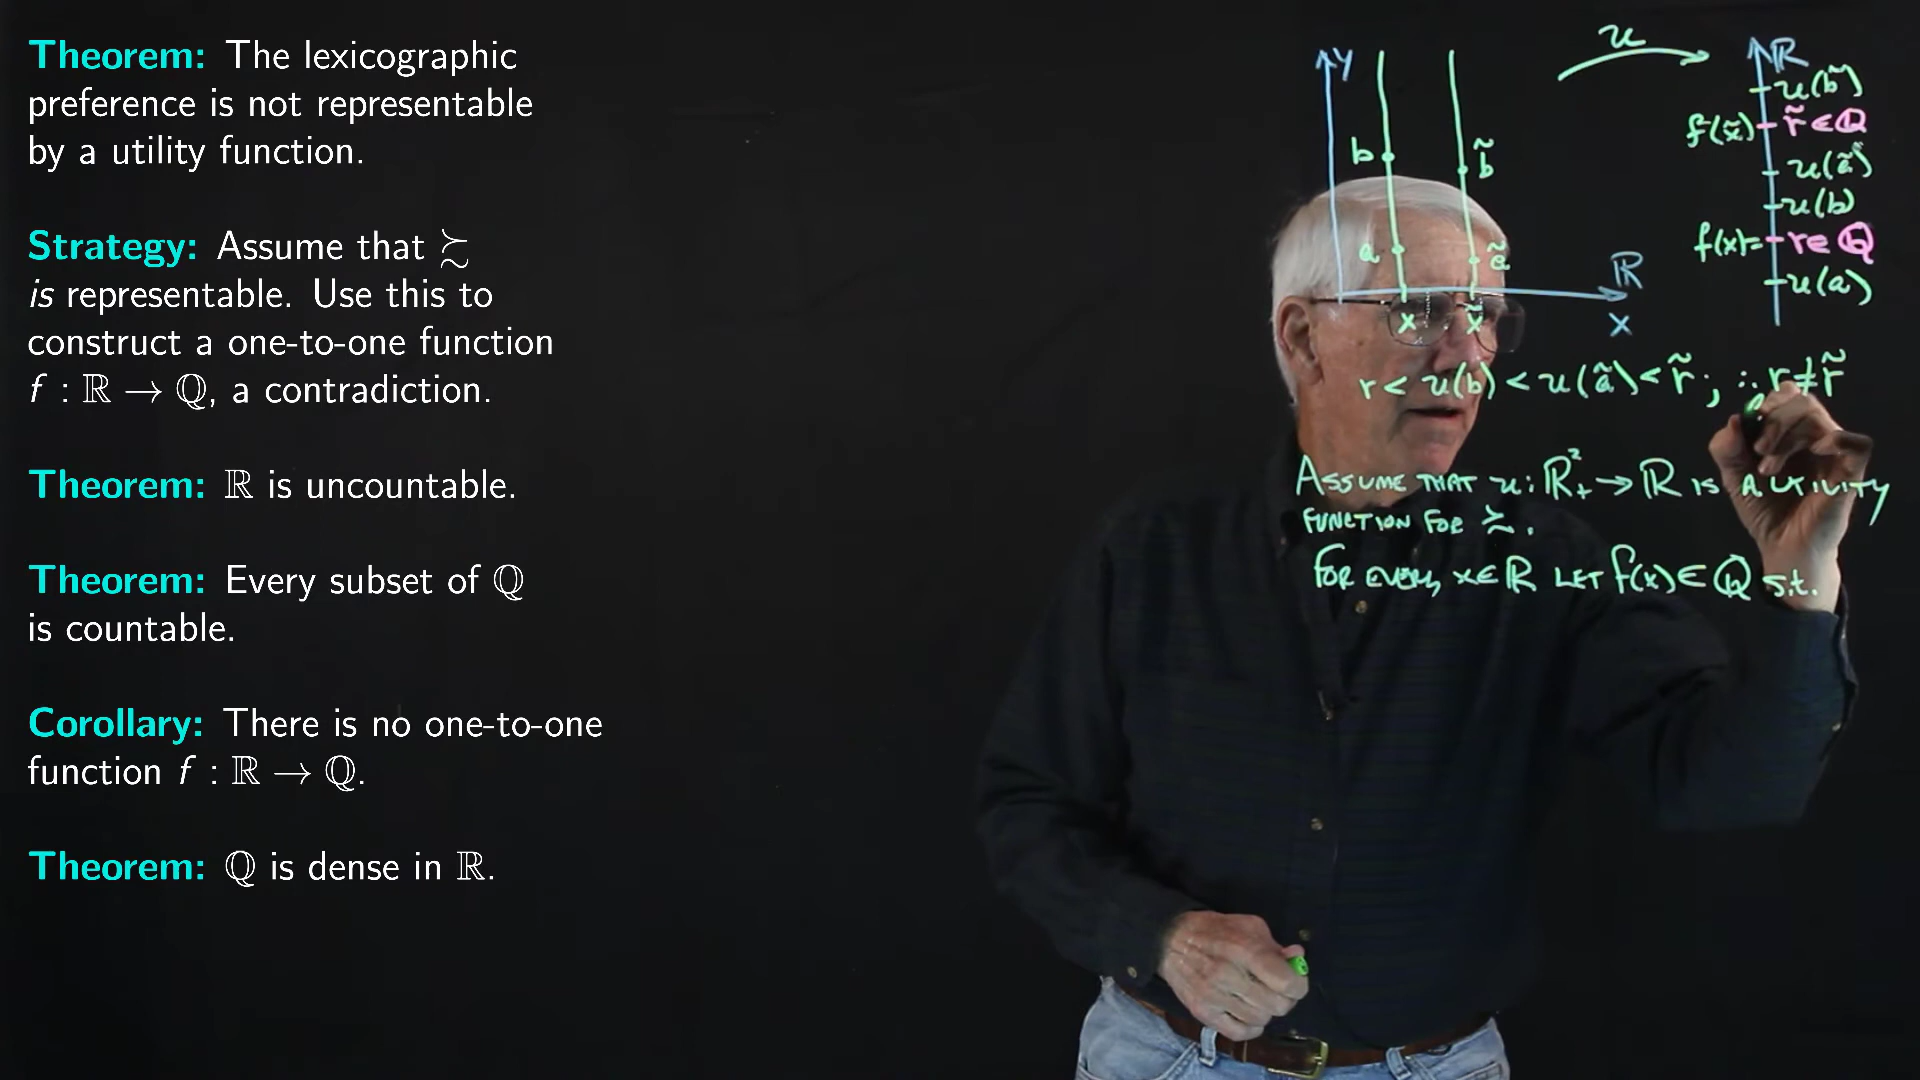 Theorem: The lexicographic
preference is not representable
by a utility function.
Strategy: Assume that ≿
is representable. Use this to
construct a one-to-one function
f : ℝ → ℚ, a contradiction.
Theorem: ℝ is uncountable.
Theorem: Every subset of ℚ
is countable.
Corollary: There is no one-to-one
function f : ℝ → ℚ.
Theorem: ℚ is dense in ℝ.
u
Y
b
b̃
a
ã
ℝ
x
x̃
X
ℝ
u(b̃)
f(x̃) r̃ ∈ ℚ
u(ã)
u(b)
f(x)= r ∈ ℚ
u(a)
r < u(b) < u(ã) < r̃ ; ∴ r ≠ r̃
ASSUME THAT u: ℝ²₊ → ℝ IS A UTILITY
FUNCTION FOR ≿.
FOR EVERY x ∈ ℝ LET f(x) ∈ ℚ s.t.